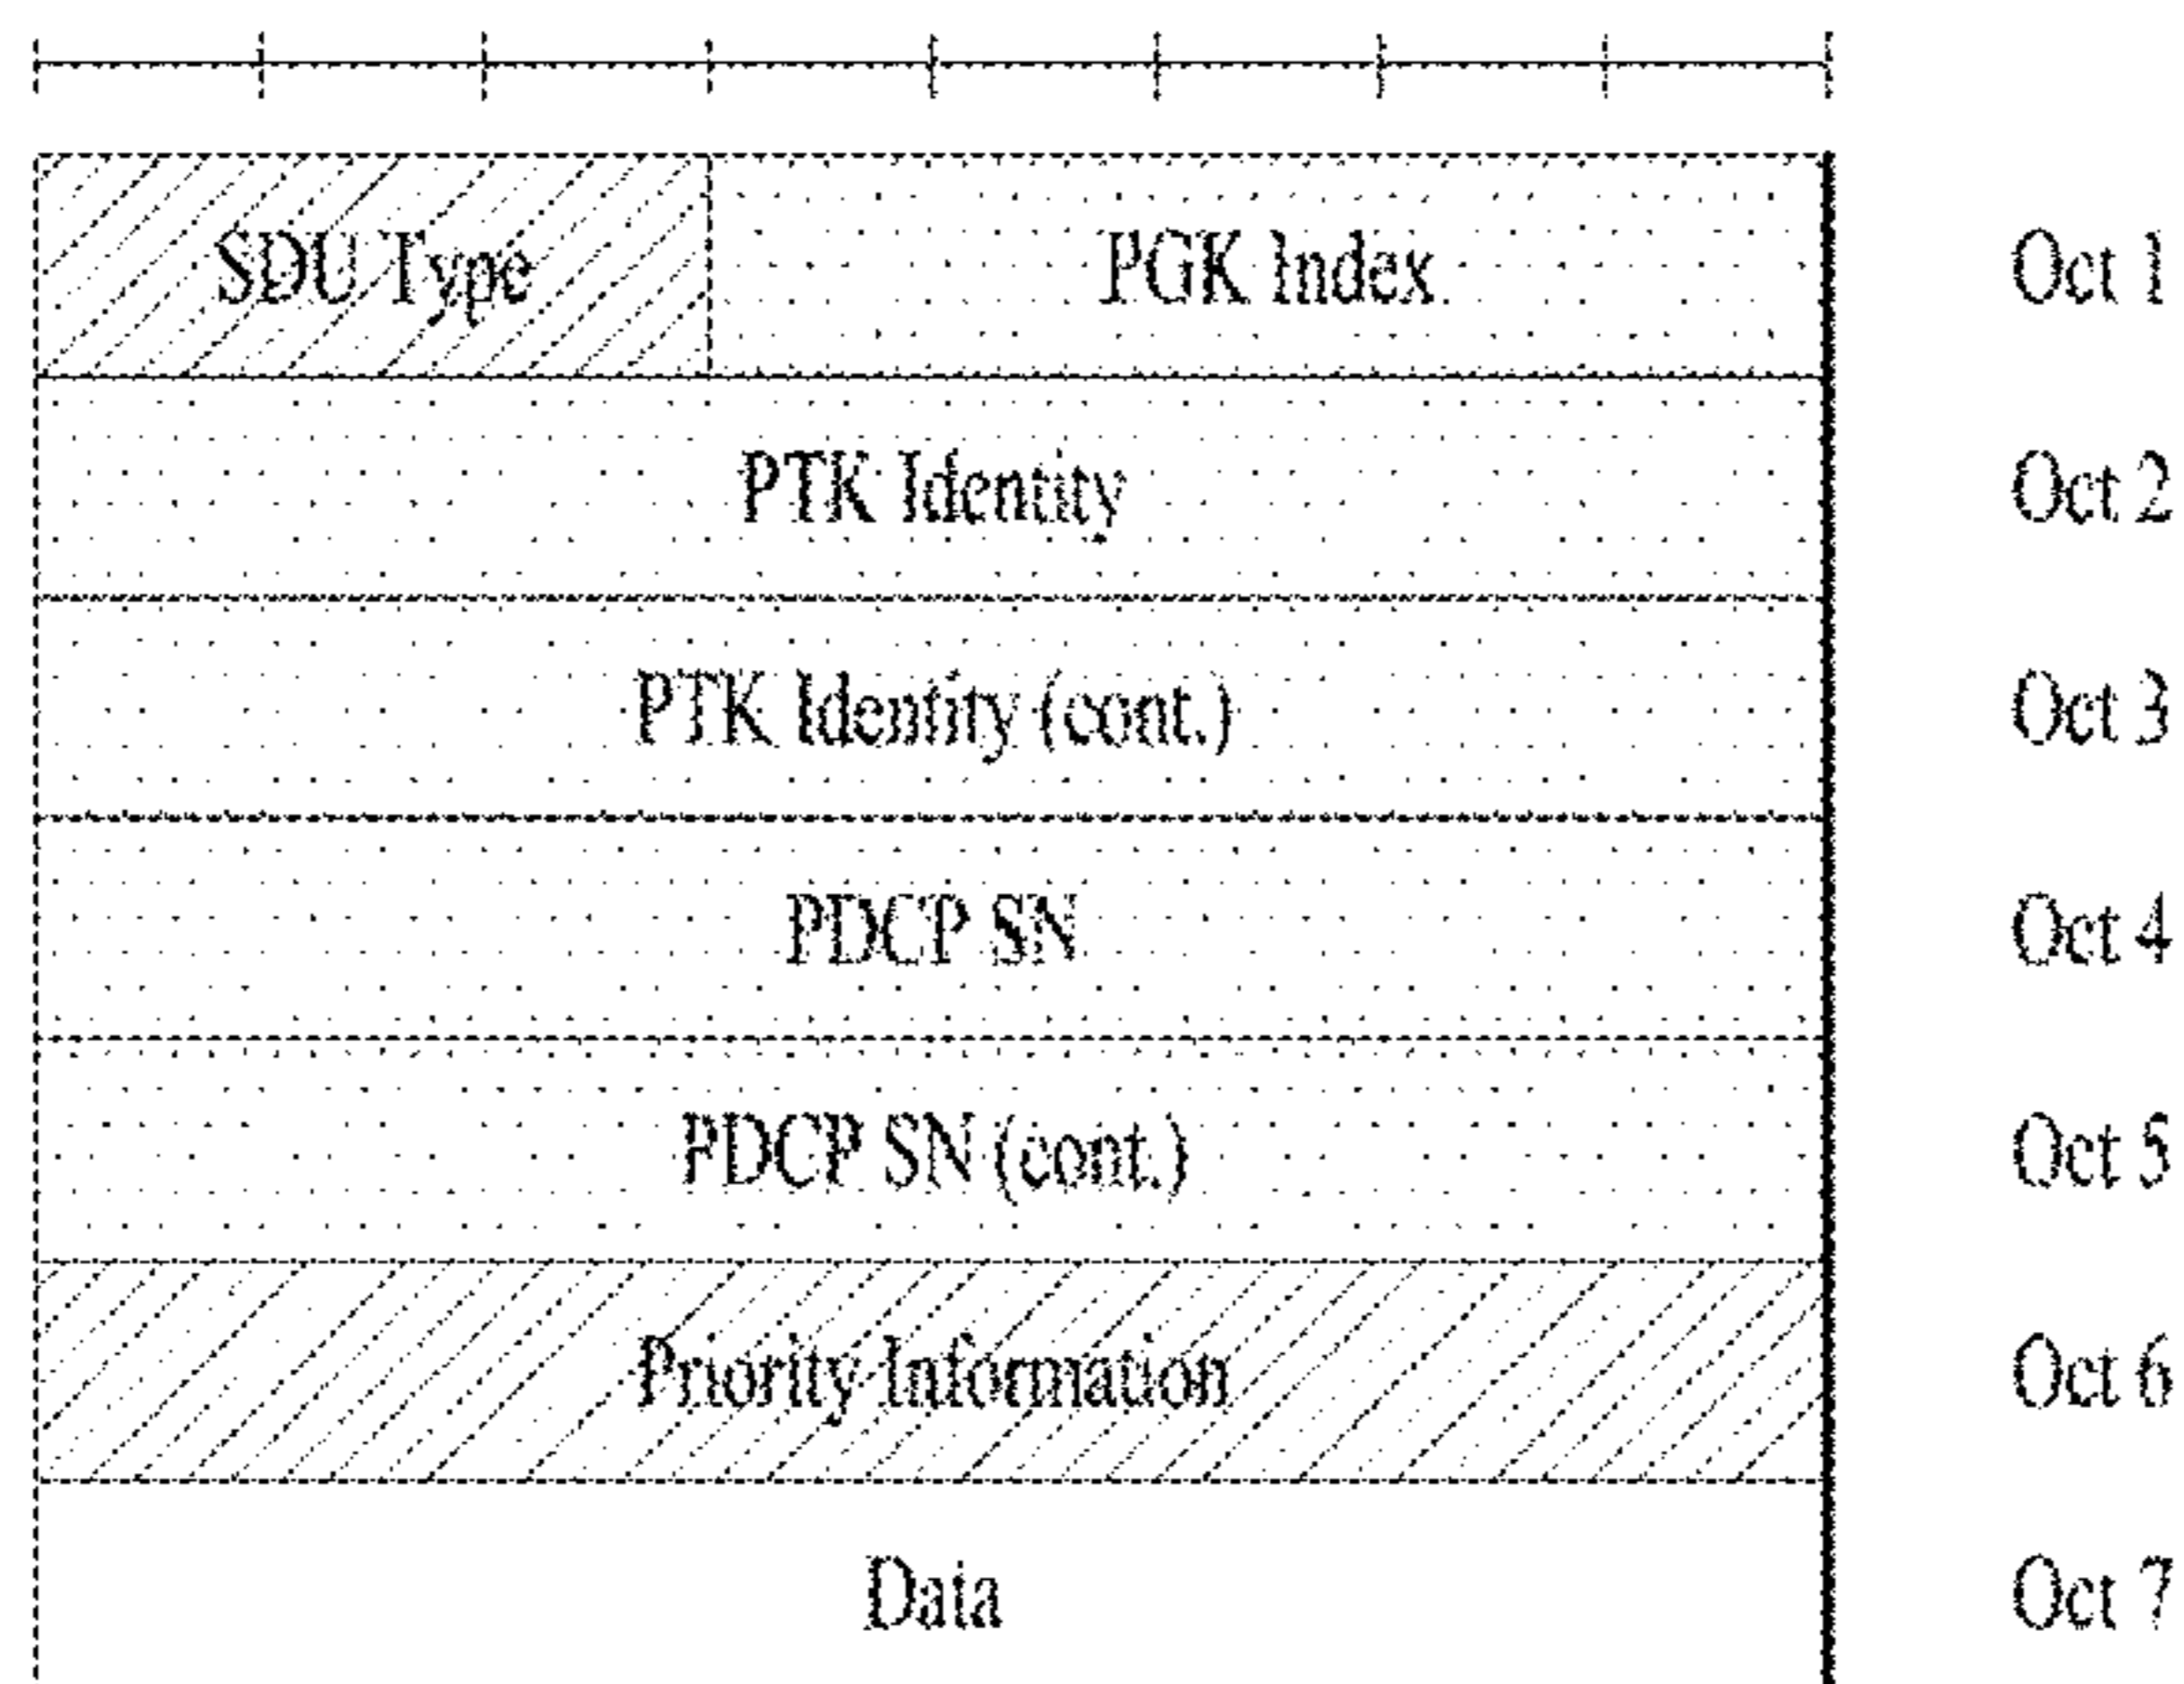 SDU Type PGK Index Oct 1
PTK Identity Oct 2
PTK Identity (cont.) Oct 3
PDCP SN Oct 4
PDCP SN (cont.) Oct 5
Priority Information Oct 6
Data Oct 7